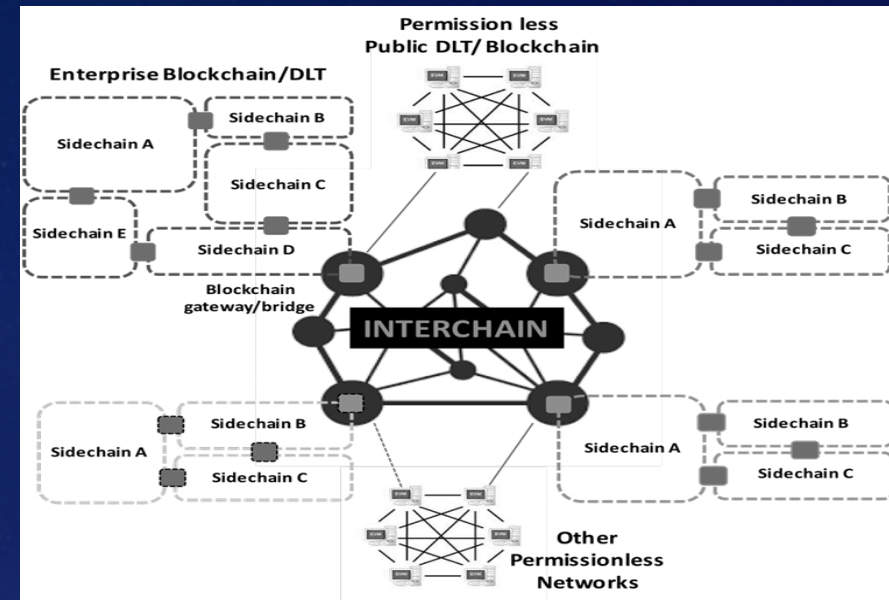 Permission less
Public DLT/ Blockchain
Enterprise Blockchain/DLT
Sidechain A
Sidechain B
Sidechain C
Sidechain E
Sidechain D
Blockchain
gateway/bridge
Sidechain A
Sidechain B
Sidechain C
INTERCHAIN
Sidechain A
Sidechain B
Sidechain C
Sidechain A
Sidechain B
Sidechain C
Other
Permissionless
Networks